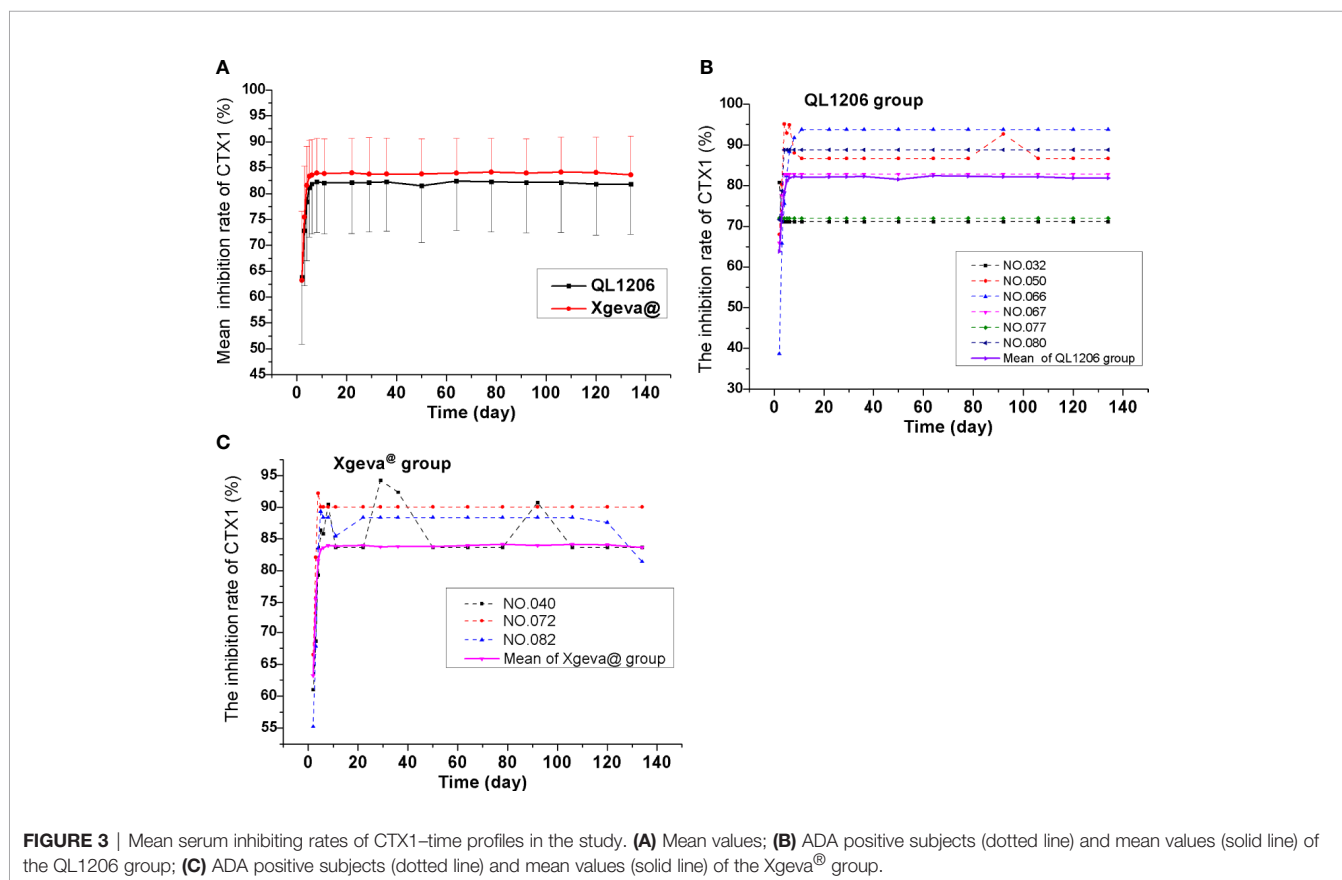 A
100
95
90
85
80
75
70
65
60
55
50
45
Mean inhibition rate of CTX1 (%)
QL1206
Xgeva@
0 20 40 60 80 100 120 140
Time (day)
B
QL1206 group
100
90
80
70
60
50
40
30
The inhibition rate of CTX1 (%)
NO.032
NO.050
NO.066
NO.067
NO.077
NO.080
Mean of QL1206 group
0 20 40 60 80 100 120 140
Time (day)
C
Xgeva@ group
95
90
85
80
75
70
65
60
55
The inhibition rate of CTX1 (%)
NO.040
NO.072
NO.082
Mean of Xgeva@ group
0 20 40 60 80 100 120 140
Time (day)
FIGURE 3 | Mean serum inhibiting rates of CTX1–time profiles in the study. (A) Mean values; (B) ADA positive subjects (dotted line) and mean values (solid line) of
the QL1206 group; (C) ADA positive subjects (dotted line) and mean values (solid line) of the Xgeva® group.